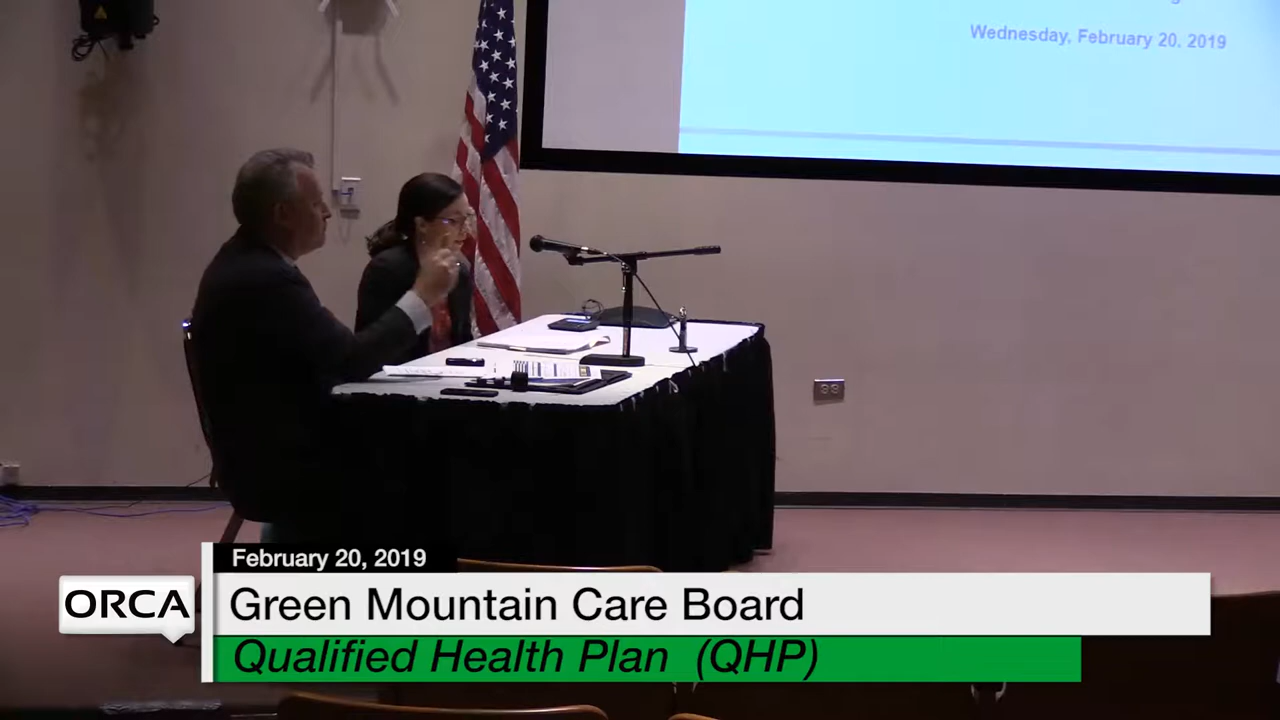 Wednesday, February 20, 2019
February 20, 2019
ORCA
Green Mountain Care Board
Qualified Health Plan (QHP)